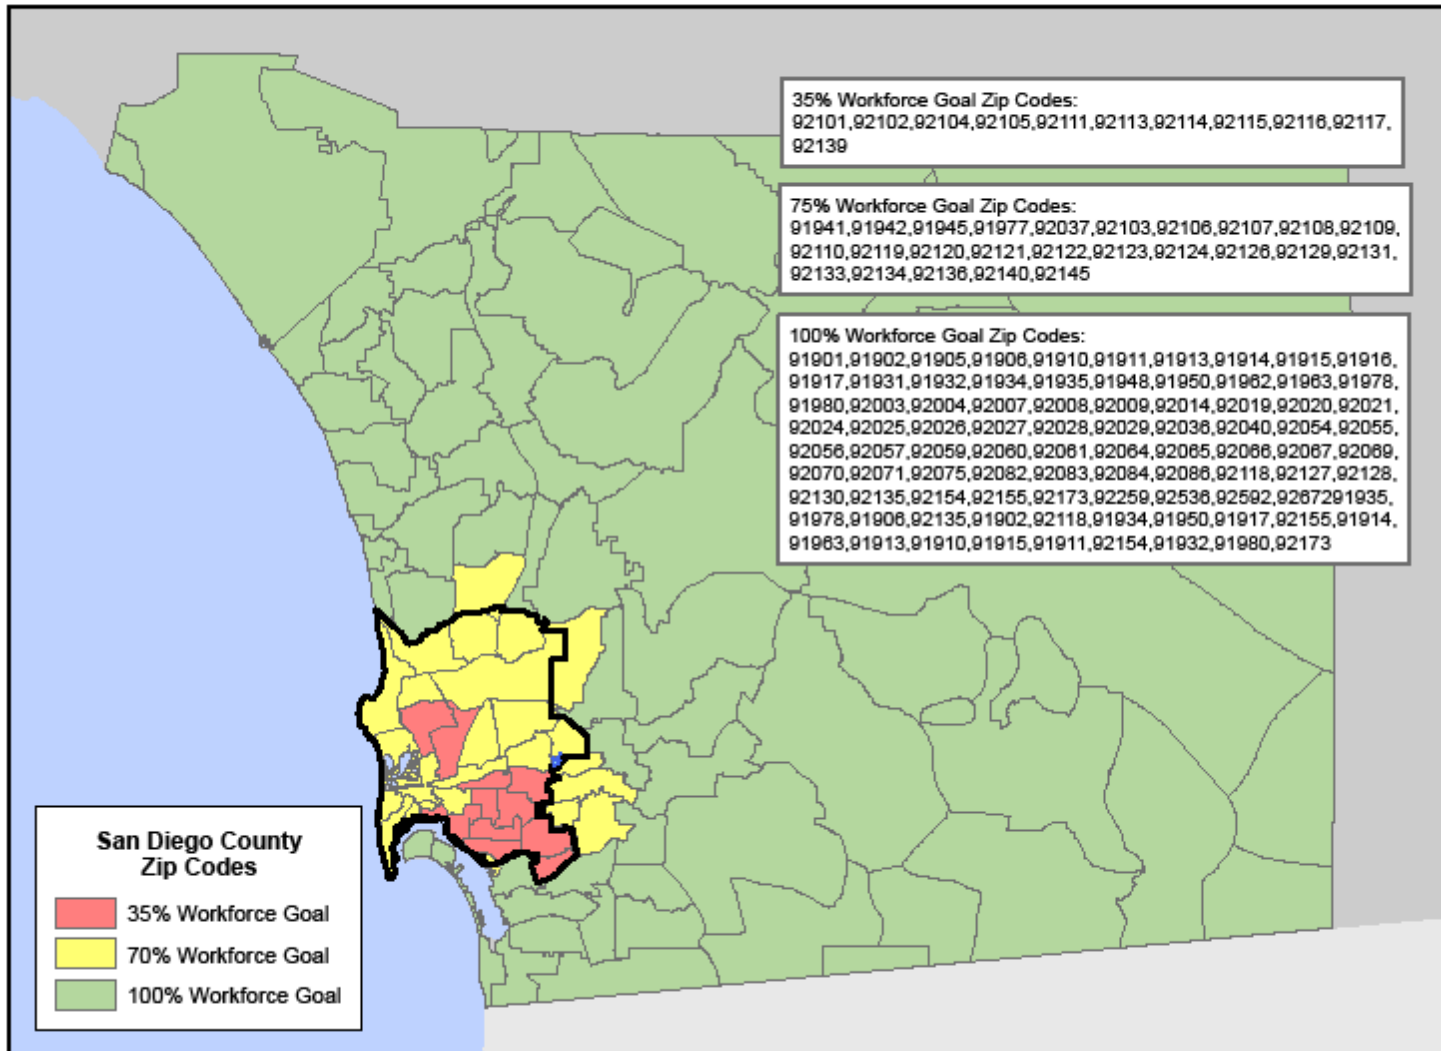 35% Workforce Goal Zip Codes:
92101,92102,92104,92105,92111,92113,92114,92115,92116,92117,
92139
75% Workforce Goal Zip Codes:
91941,91942,91945,91977,92037,92103,92106,92107,92108,92109,
92110,92119,92120,92121,92122,92123,92124,92126,92129,92131,
92133,92134,92136,92140,92145
100% Workforce Goal Zip Codes:
91901,91902,91905,91906,91910,91911,91913,91914,91915,91916,
91917,91931,91932,91934,91935,91948,91950,91962,91963,91978,
91980,92003,92004,92007,92008,92009,92014,92019,92020,92021,
92024,92025,92026,92027,92028,92029,92036,92040,92054,92055,
92056,92057,92059,92060,92061,92064,92065,92066,92067,92069,
92070,92071,92075,92082,92083,92084,92086,92118,92127,92128,
92130,92135,92154,92155,92173,92259,92536,92592,9267291935,
91978,91906,92135,91902,92118,91934,91950,91917,92155,91914,
91963,91913,91910,91915,91911,92154,91932,91980,92173
San Diego County
Zip Codes
35% Workforce Goal
70% Workforce Goal
100% Workforce Goal